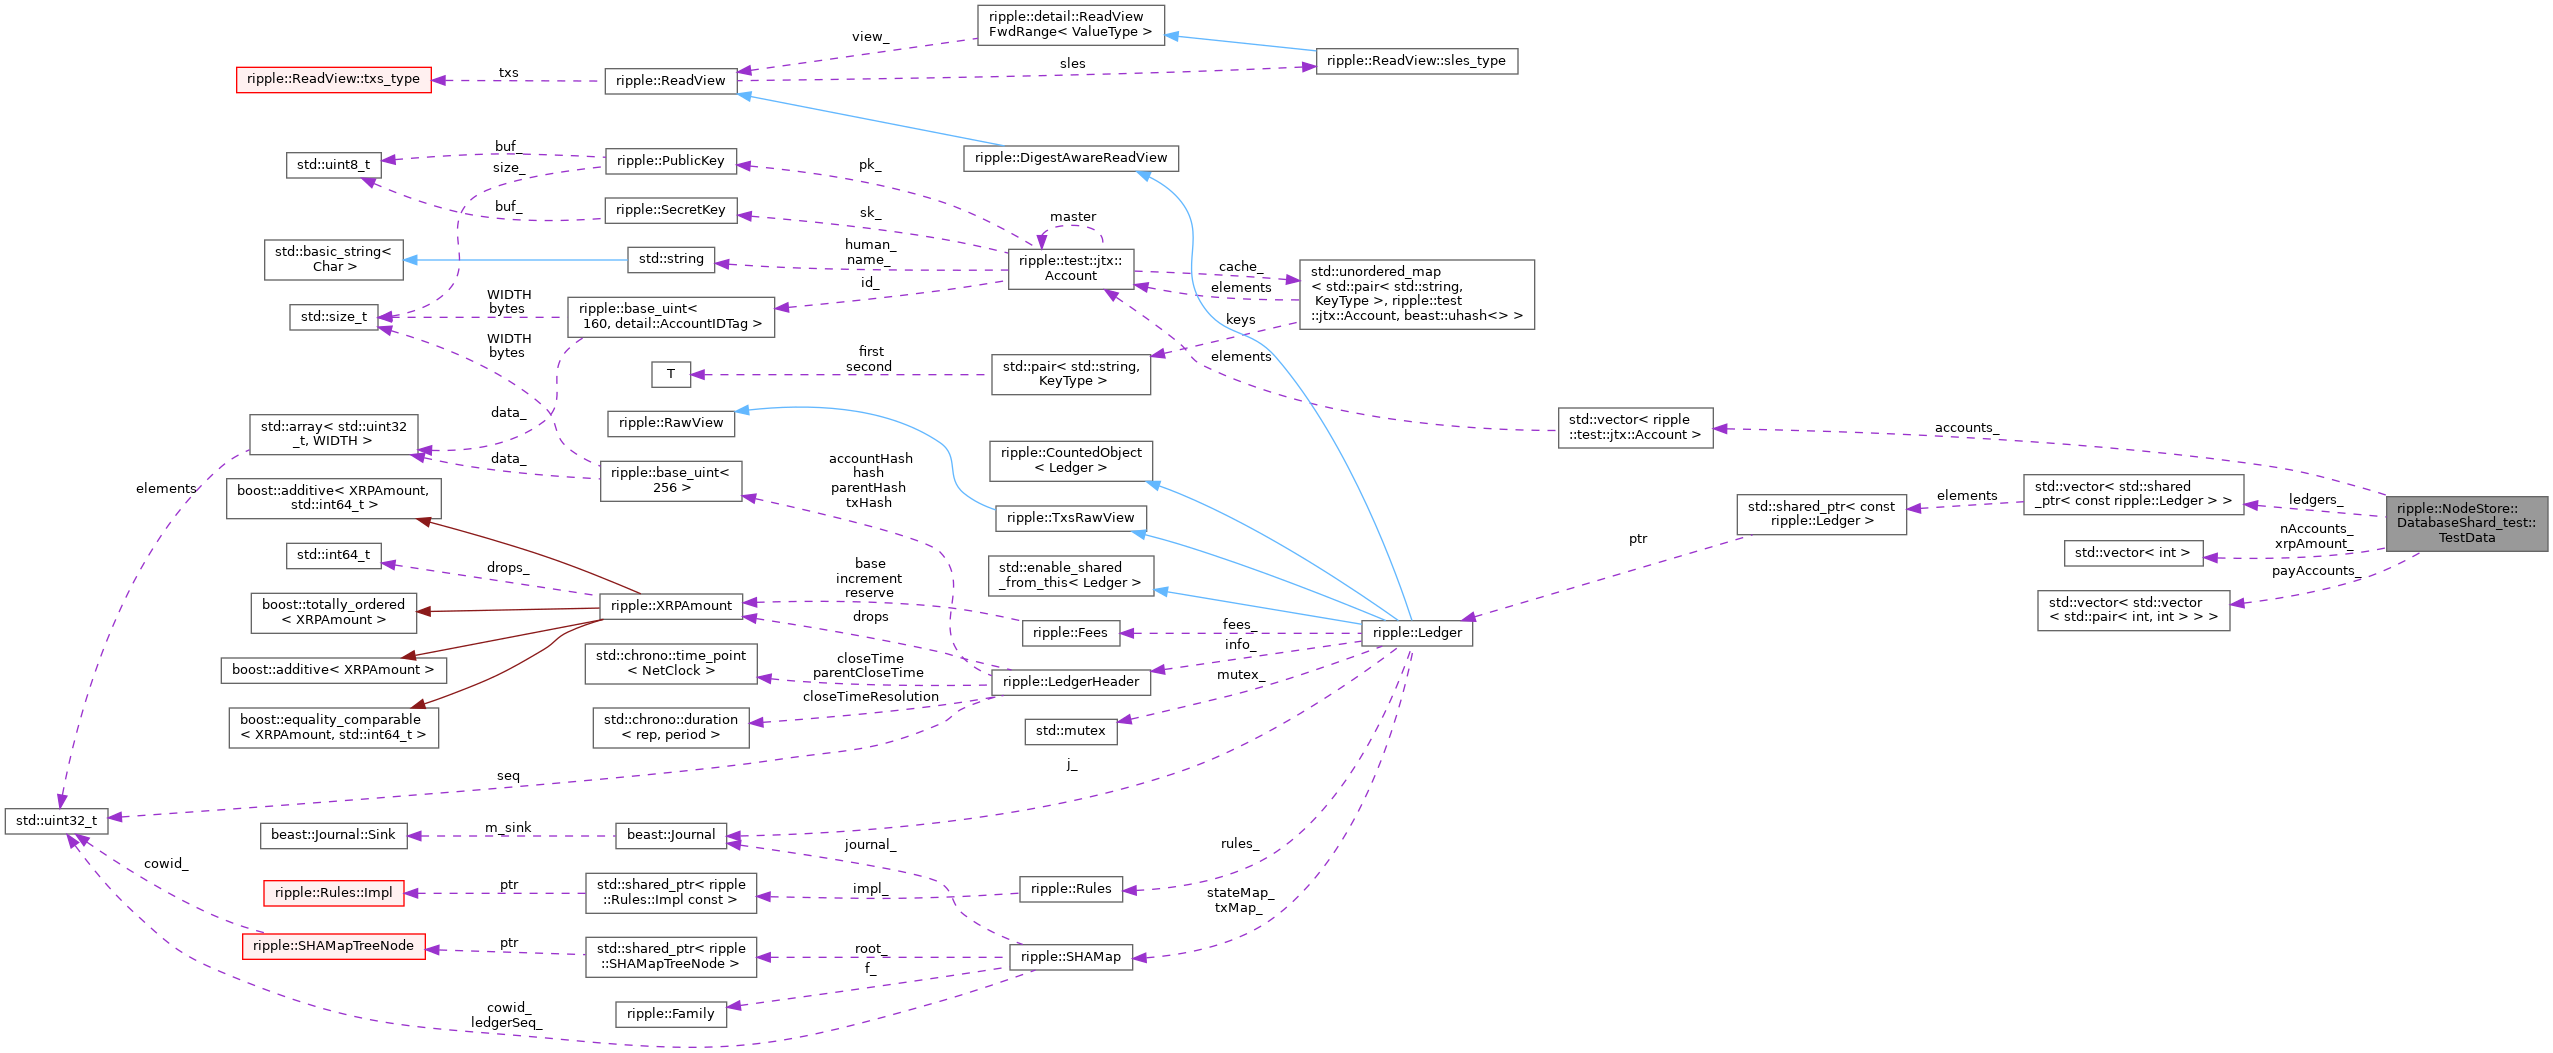 ripple::detail::ReadView
FwdRange< ValueType >
view_
ripple::ReadView::sles_type
sles
txs
ripple::ReadView::txs_type
ripple::ReadView
buf_
ripple::DigestAwareReadView
std::uint8_t
size_
ripple::PublicKey
pk_
buf_
ripple::SecretKey
sk_
master
std::basic_string<
Char >
std::string
human_
name_
ripple::test::jtx::
Account
cache_
elements
std::unordered_map
< std::pair< std::string,
KeyType >, ripple::test
::jtx::Account, beast::uhash<> >
id_
std::size_t
WIDTH
bytes
ripple::base_uint<
160, detail::AccountIDTag >
keys
WIDTH
bytes
T
first
second
std::pair< std::string,
KeyType >
elements
data_
ripple::RawView
std::vector< ripple
::test::jtx::Account >
accounts_
std::array< std::uint32
_t, WIDTH >
data_
ripple::base_uint<
256 >
accountHash
hash
parentHash
txHash
ripple::CountedObject
< Ledger >
elements
boost::additive< XRPAmount,
std::int64_t >
ripple::TxsRawView
std::shared_ptr< const
ripple::Ledger >
elements
std::vector< std::shared
_ptr< const ripple::Ledger > >
ledgers_
ripple::NodeStore::
DatabaseShard_test::
TestData
nAccounts_
xrpAmount_
std::vector< int >
payAccounts_
std::vector< std::vector
< std::pair< int, int > > >
ptr
std::int64_t
drops_
base
increment
reserve
std::enable_shared
_from_this< Ledger >
boost::totally_ordered
< XRPAmount >
ripple::XRPAmount
drops
ripple::Fees
fees_
ripple::Ledger
info_
boost::additive< XRPAmount >
std::chrono::time_point
< NetClock >
closeTime
parentCloseTime
ripple::LedgerHeader
mutex_
closeTimeResolution
boost::equality_comparable
< XRPAmount, std::int64_t >
std::chrono::duration
< rep, period >
std::mutex
seq
j_
std::uint32_t
beast::Journal::Sink
m_sink
beast::Journal
journal_
rules_
cowid_
ripple::Rules::Impl
ptr
std::shared_ptr< ripple
::Rules::Impl const >
impl_
ripple::Rules
stateMap_
txMap_
ripple::SHAMapTreeNode
ptr
std::shared_ptr< ripple
::SHAMapTreeNode >
root_
f_
ripple::SHAMap
ripple::Family
cowid_
ledgerSeq_